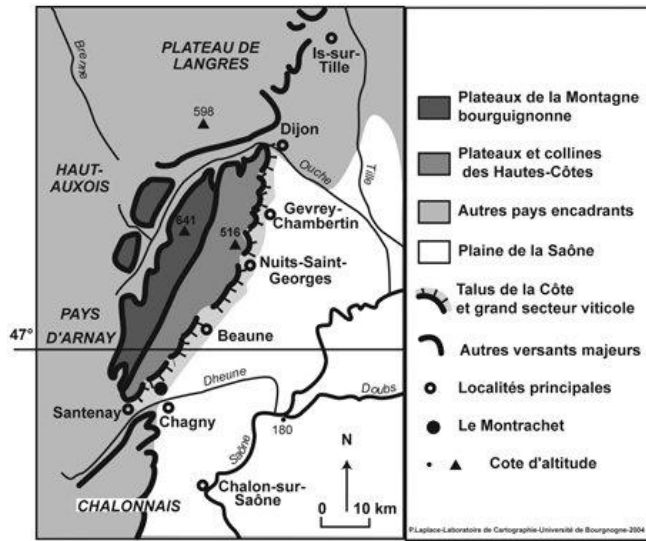 Brenne
PLATEAU DE
LANGRES
Is-sur-
Tille
598
Dijon
HAUT-
AUXOIS
Ouche
Tille
641
516
Gevrey-
Chambertin
Nuits-Saint-
Georges
PAYS
D'ARNAY
47°
Beaune
Dheune
Doubs
Santenay
Chagny
180
Saône
N
CHALONNAIS
Chalon-sur-
Saône
0 10 km
Plateaux de la Montagne
bourguignonne
Plateaux et collines
des Hautes-Côtes
Autres pays encadrants
Plaine de la Saône
Talus de la Côte
et grand secteur viticole
Autres versants majeurs
Localités principales
Le Montrachet
Cote d'altitude
P.Laplace-Laboratoire de Cartographie-Université de Bourgnogne-2004